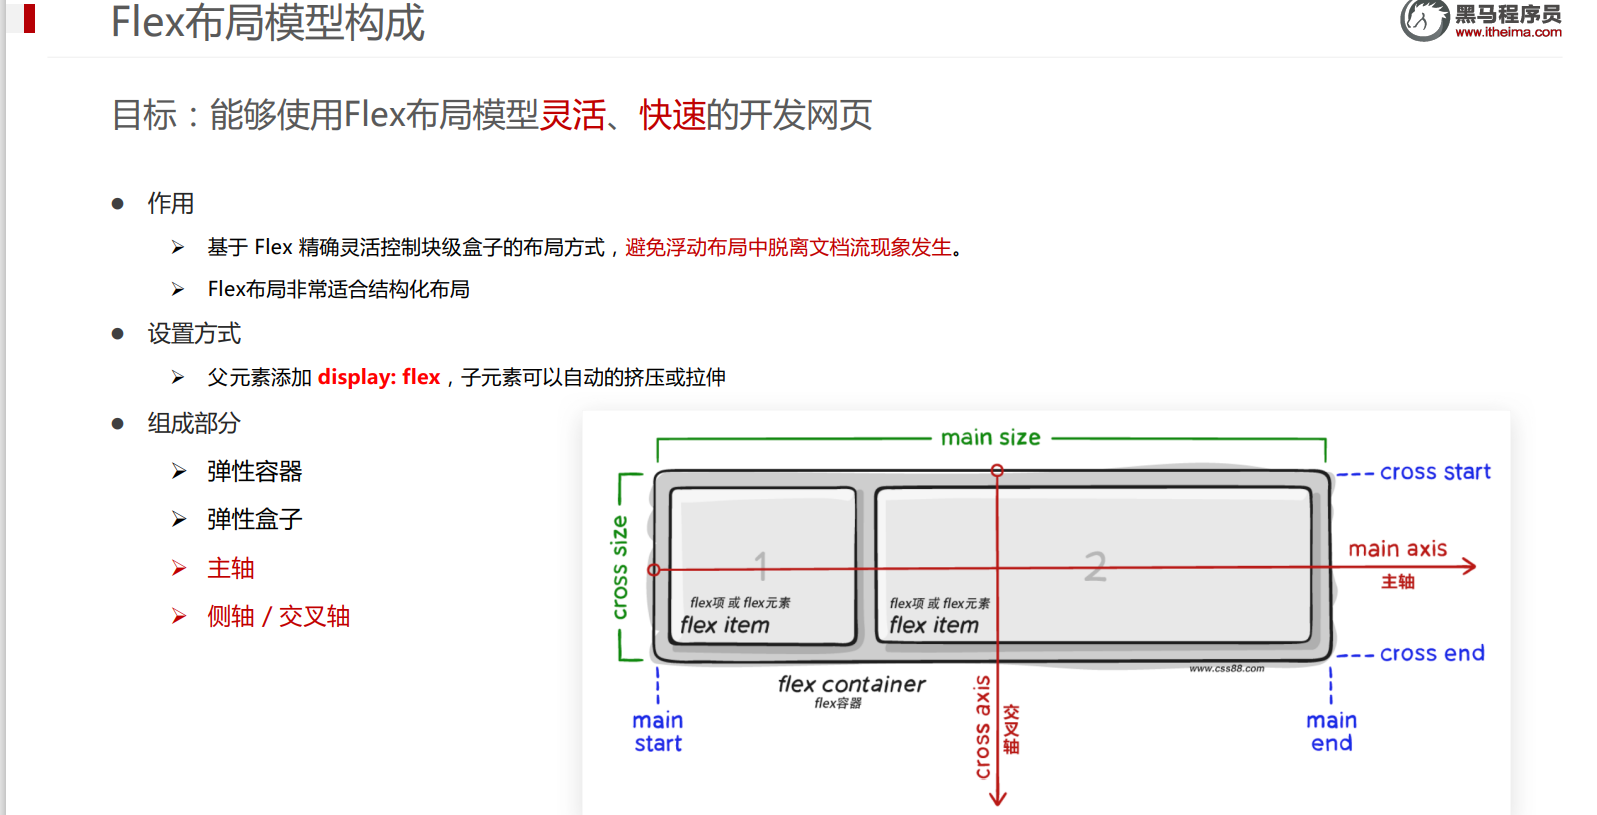 Flex布局模型构成
黑马程序员
www.itheima.com
目标：能够使用Flex布局模型灵活、快速的开发网页
作用
基于 Flex 精确灵活控制块级盒子的布局方式，避免浮动布局中脱离文档流现象发生。
Flex布局非常适合结构化布局
设置方式
父元素添加 display: flex，子元素可以自动的挤压或拉伸
组成部分
弹性容器
弹性盒子
主轴
侧轴 / 交叉轴
main size
cross size
cross start
1
2
main axis
主轴
flex项 或 flex元素
flex item
flex项 或 flex元素
flex item
cross end
www.css88.com
flex container
flex容器
cross axis
交叉轴
main
start
main
end